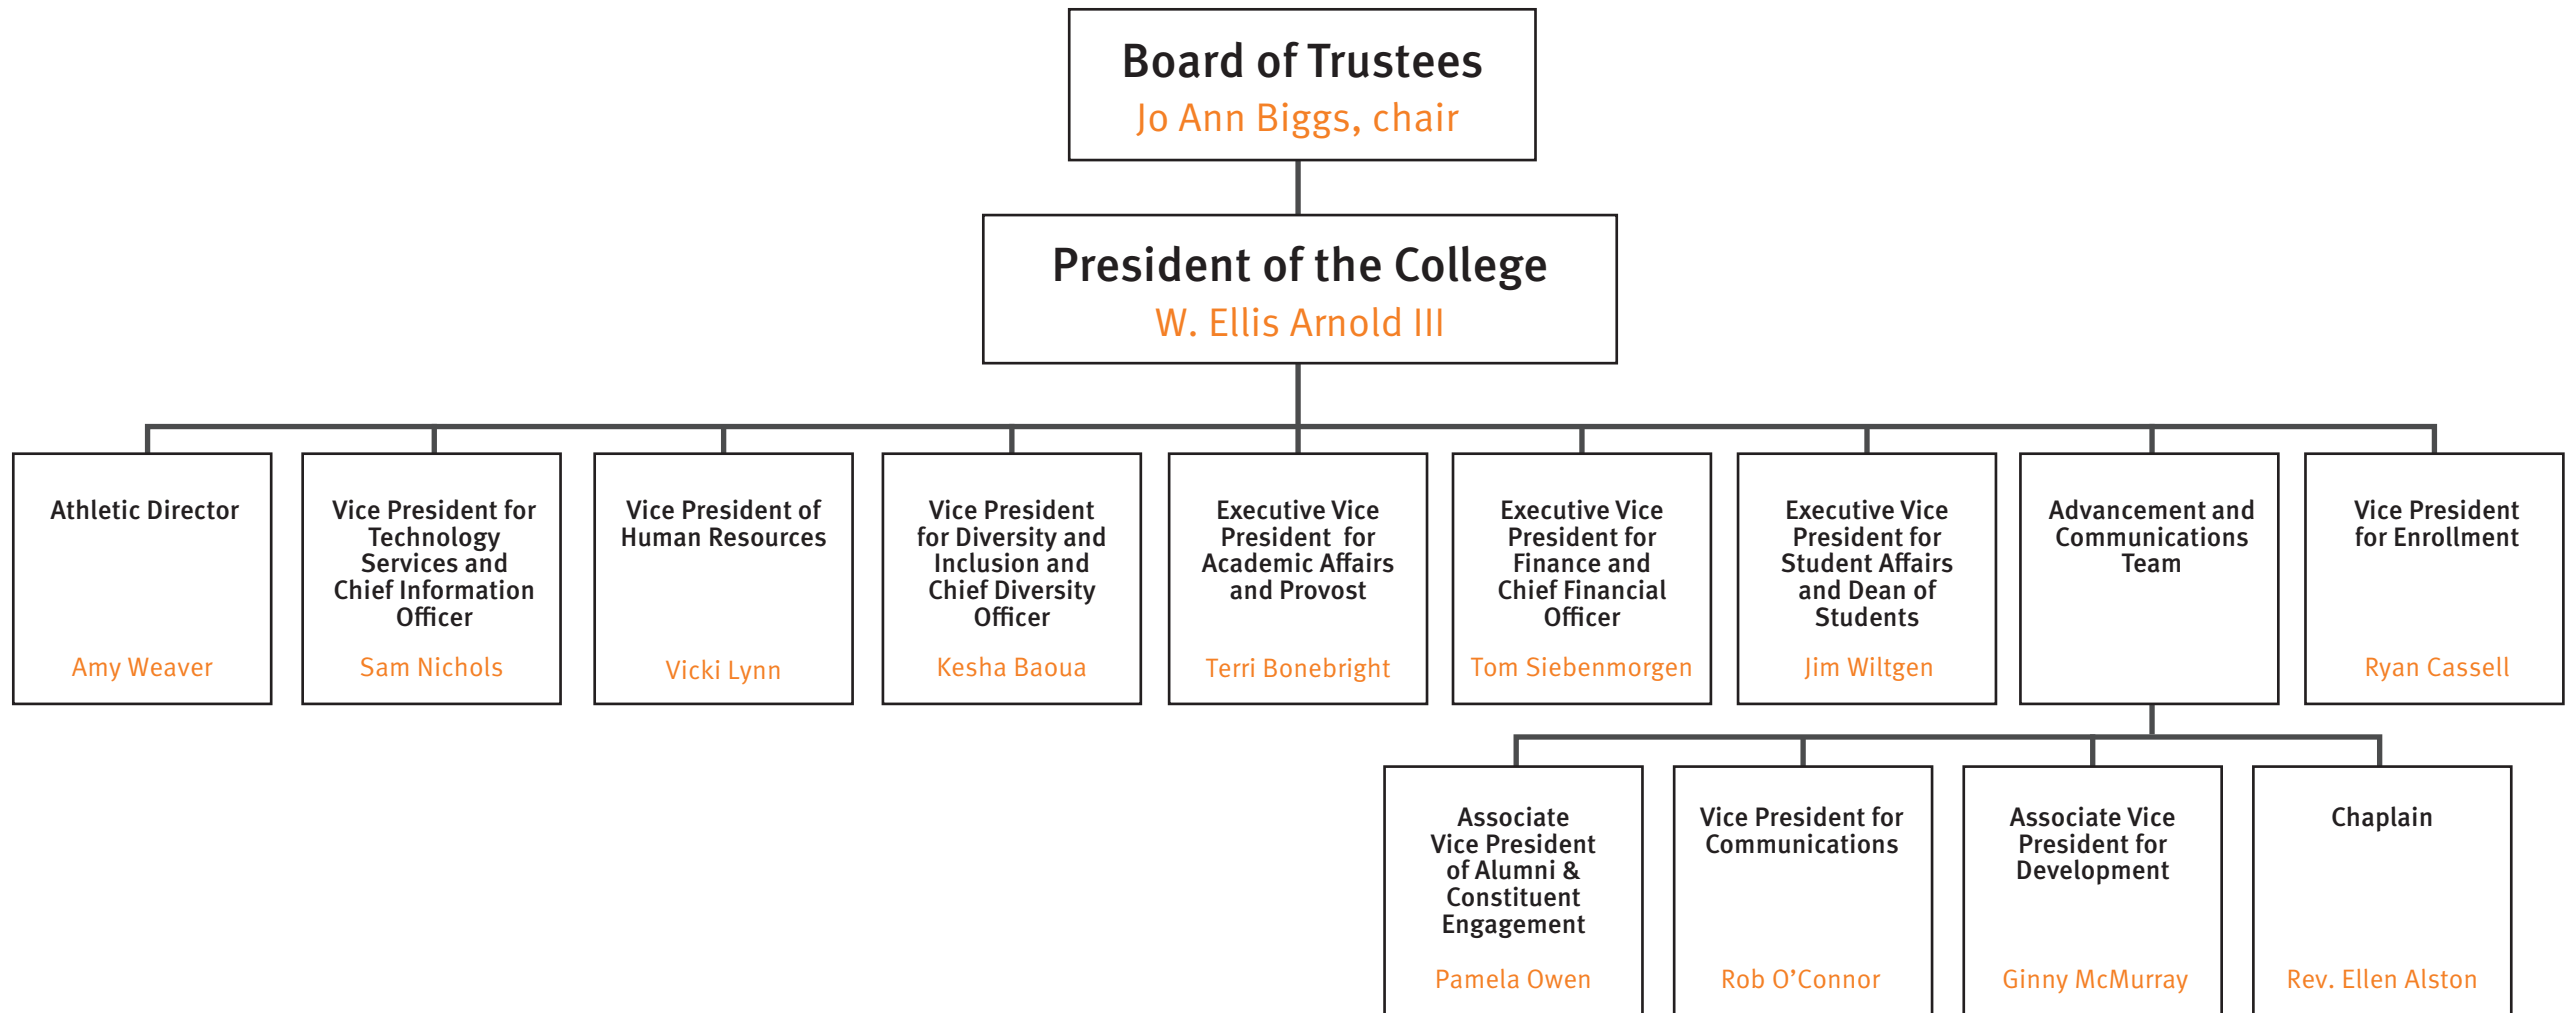 Board of Trustees
Jo Ann Biggs, chair
President of the College
W. Ellis Arnold III
Athletic Director
Amy Weaver
Vice President for
Technology
Services and
Chief Information
Officer
Sam Nichols
Vice President of
Human Resources
Vicki Lynn
Vice President
for Diversity and
Inclusion and
Chief Diversity
Officer
Kesha Baoua
Executive Vice
President for
Academic Affairs
and Provost
Terri Bonebright
Executive Vice
President for
Finance and
Chief Financial
Officer
Tom Siebenmorgen
Executive Vice
President for
Student Affairs
and Dean of
Students
Jim Wiltgen
Advancement and
Communications
Team
Vice President
for Enrollment
Ryan Cassell
Associate
Vice President
of Alumni &
Constituent
Engagement
Pamela Owen
Vice President for
Communications
Rob O’Connor
Associate Vice
President for
Development
Ginny McMurray
Chaplain
Rev. Ellen Alston